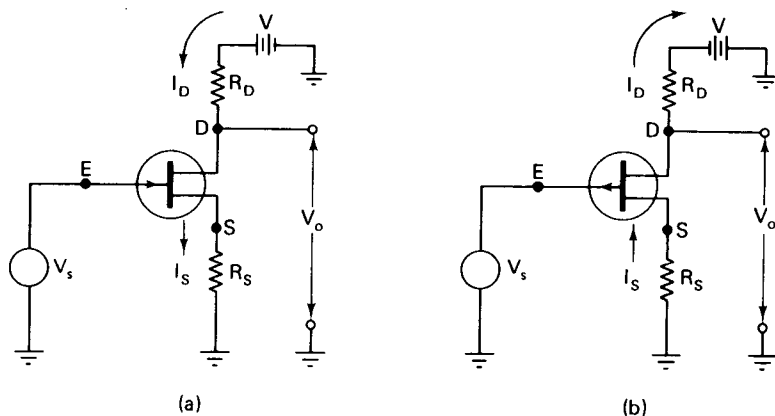 V
I_D
R_D
D
E
V_o
S
V_s
I_S
R_S
(a)
V
I_D
R_D
D
E
V_o
S
V_s
I_S
R_S
(b)